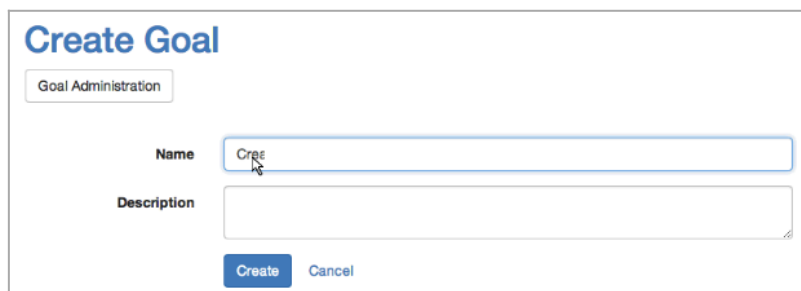 Create Goal
Goal Administration
Name Crea
Description
Create Cancel